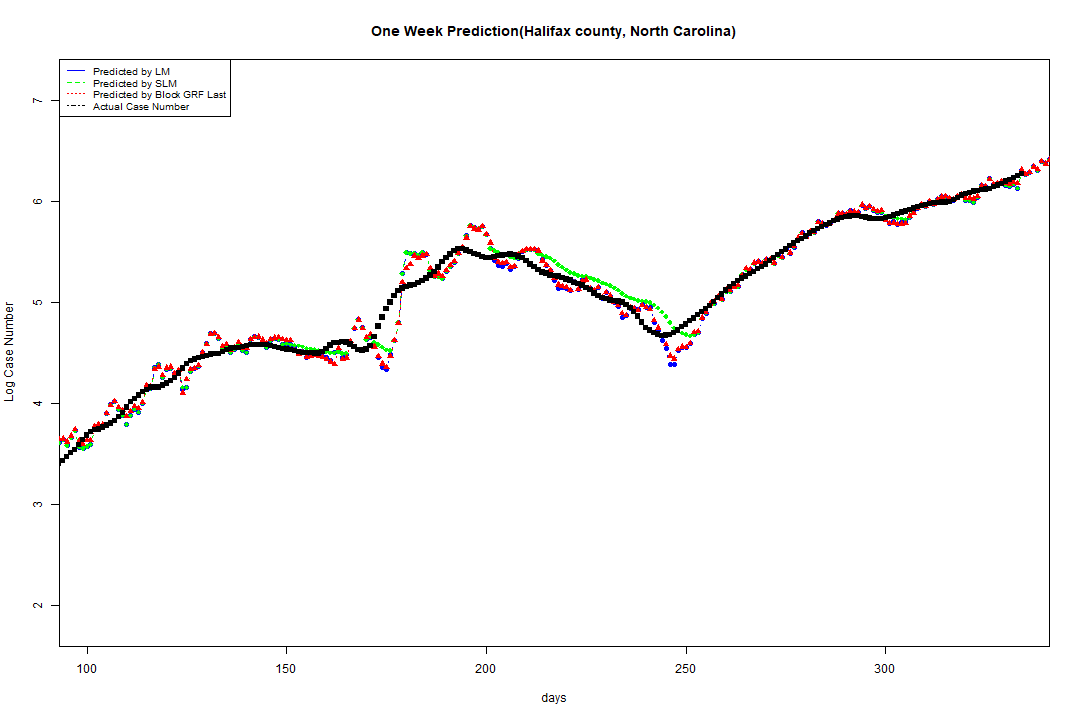 One Week Prediction(Halifax county, North Carolina)
Predicted by LM
Predicted by SLM
Predicted by Block GRF Last
Actual Case Number
7
6
5
4
3
2
Log Case Number
100 150 200 250 300
days